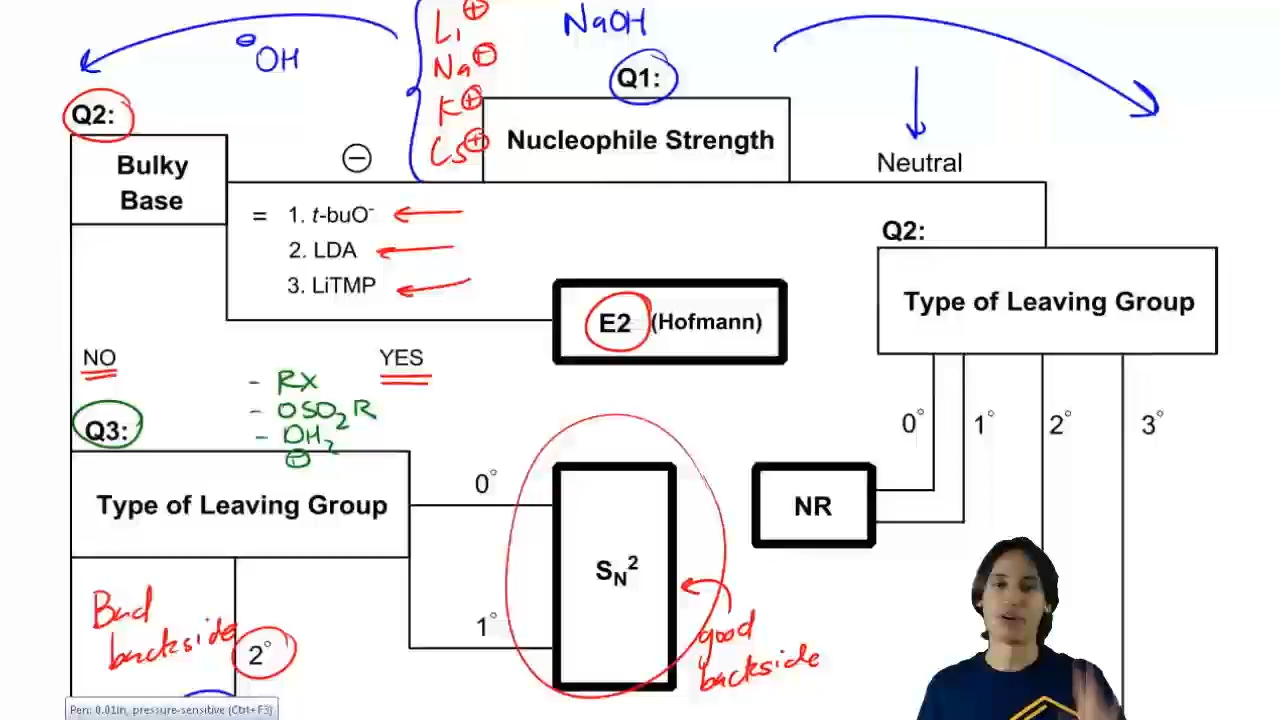 Li⊕
NaOH
⊖OH
Na⊖
Q1:
Q2:
K⊕
Cs⊕
Nucleophile Strength
Bulky
Base
⊖
Neutral
= 1. t-buO⁻
2. LDA
3. LiTMP
Q2:
Type of Leaving Group
E2 (Hofmann)
NO
YES
- RX
- OSO₂R
- OH₂
⊖
Q3:
0°
1°
2°
3°
Type of Leaving Group
0°
NR
SN2
Bad
backside
1°
good
backside
2°
Pen: 0.01in, pressure-sensitive (Ctrl+F3)